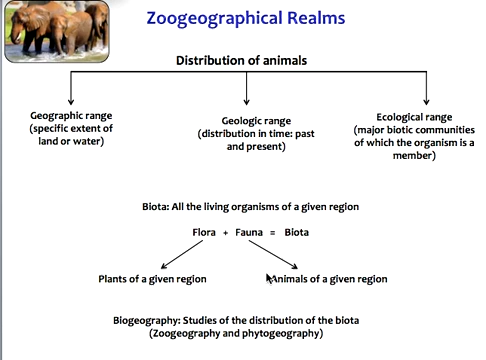 Zoogeographical Realms
Distribution of animals
Geographic range
(specific extent of
land or water)
Geologic range
(distribution in time: past
and present)
Ecological range
(major biotic communities
of which the organism is a
member)
Biota: All the living organisms of a given region
Flora + Fauna = Biota
Plants of a given region
Animals of a given region
Biogeography: Studies of the distribution of the biota
(Zoogeography and phytogeography)